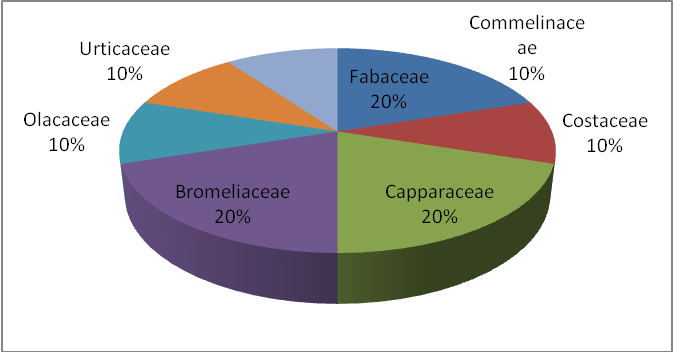 Commelinace
ae
10%
Urticaceae
10%
Fabaceae
20%
Olacaceae
10%
Costaceae
10%
Bromeliaceae
20%
Capparaceae
20%